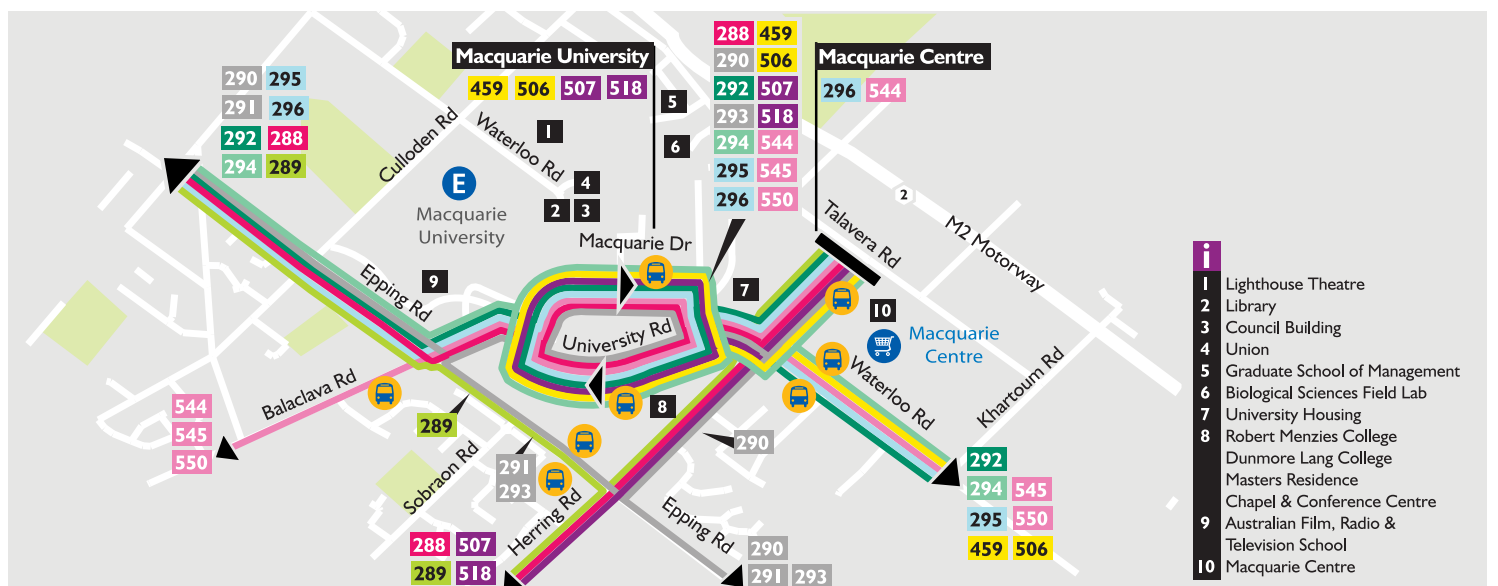 Macquarie University
459 506 507 518
288 459
290 506
292 507
293 518
294 544
295 545
296 550
Macquarie Centre
296 544
290 295
291 296
292 288
294 289
Culloden Rd
Waterloo Rd
1
5
6
4
2 3
E
Macquarie
University
Macquarie Dr
Talavera Rd
2
M2 Motorway
Epping Rd
9
7
10
University Rd
Macquarie
Centre
Waterloo Rd
Khartoum Rd
Balaclava Rd
8
544
545
550
289
290
291
293
Sobraon Rd
Herring Rd
Epping Rd
288 507
289 518
290
291 293
292
294 545
295 550
459 506
i
1 Lighthouse Theatre
2 Library
3 Council Building
4 Union
5 Graduate School of Management
6 Biological Sciences Field Lab
7 University Housing
8 Robert Menzies College
Dunmore Lang College
Masters Residence
Chapel & Conference Centre
9 Australian Film, Radio &
Television School
10 Macquarie Centre